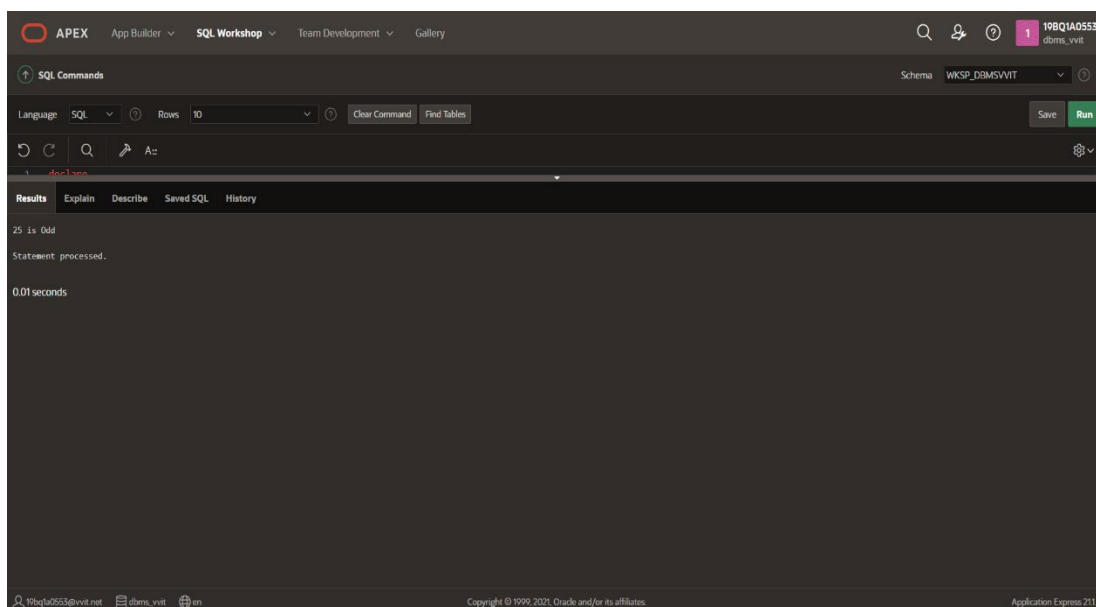 APEX App Builder SQL Workshop Team Development Gallery 1 19BQ1A0553
dbms_vvit
SQL Commands Schema WKSP_DBMSVVIT
Language SQL Rows 10 Clear Command Find Tables Save Run
A::
1 declare
Results Explain Describe Saved SQL History
25 is Odd
Statement processed.
0.01 seconds
19bq1a0553@vvit.net dbms_vvit en Copyright © 1999, 2021, Oracle and/or its affiliates. Application Express 21.1